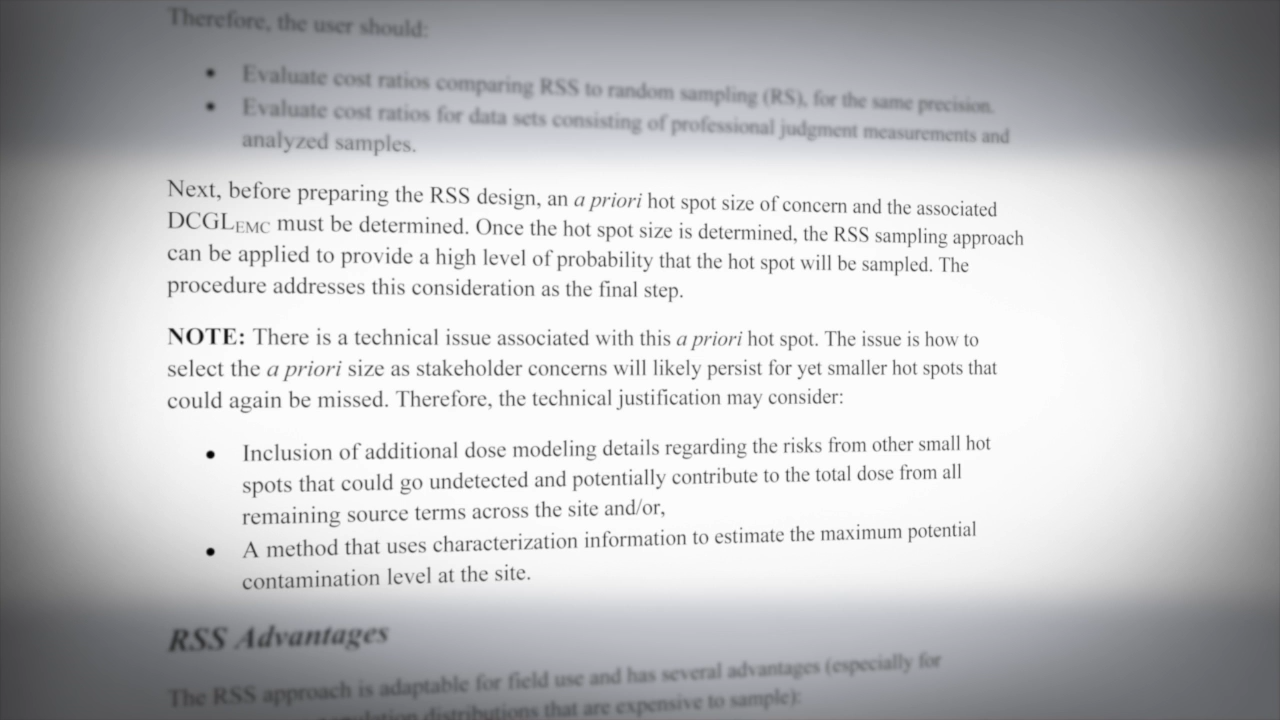 Therefore, the user should:
• Evaluate cost ratios comparing RSS to random sampling (RS), for the same precision.
• Evaluate cost ratios for data sets consisting of professional judgment measurements and
analyzed samples.
Next, before preparing the RSS design, an a priori hot spot size of concern and the associated
DCGLEMC must be determined. Once the hot spot size is determined, the RSS sampling approach
can be applied to provide a high level of probability that the hot spot will be sampled. The
procedure addresses this consideration as the final step.
NOTE: There is a technical issue associated with this a priori hot spot. The issue is how to
select the a priori size as stakeholder concerns will likely persist for yet smaller hot spots that
could again be missed. Therefore, the technical justification may consider:
• Inclusion of additional dose modeling details regarding the risks from other small hot
spots that could go undetected and potentially contribute to the total dose from all
remaining source terms across the site and/or,
• A method that uses characterization information to estimate the maximum potential
contamination level at the site.
RSS Advantages
The RSS approach is adaptable for field use and has several advantages (especially for
distributions that are expensive to sample):